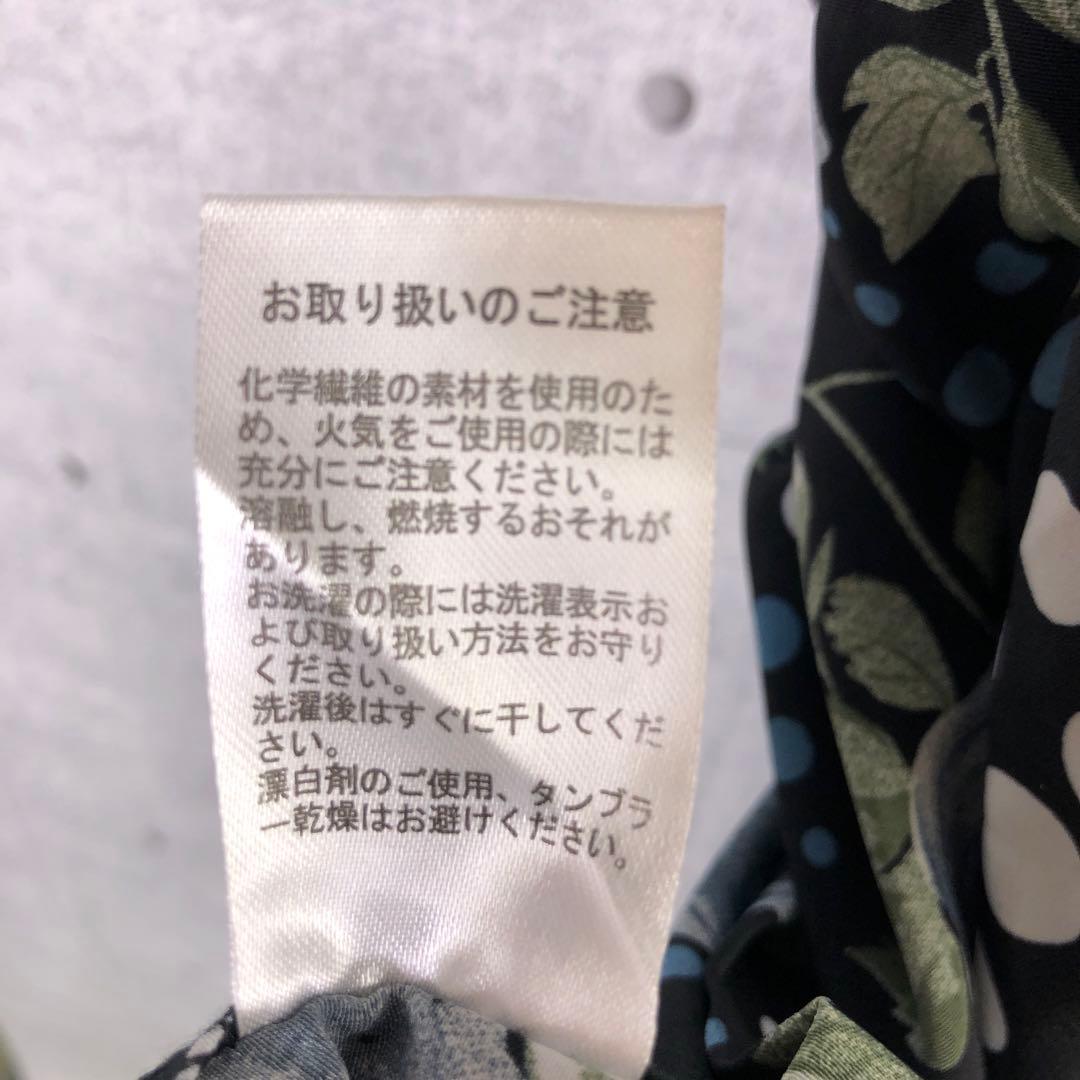 お取り扱いのご注意
化学繊維の素材を使用のた
め、火気をご使用の際には
充分にご注意ください。
溶融し、燃焼するおそれが
あります。
お洗濯の際には洗濯表示お
よび取り扱い方法をお守り
ください。
洗濯後はすぐに干してくだ
さい。
漂白剤のご使用、タンブラ
ー乾燥はお避けください。